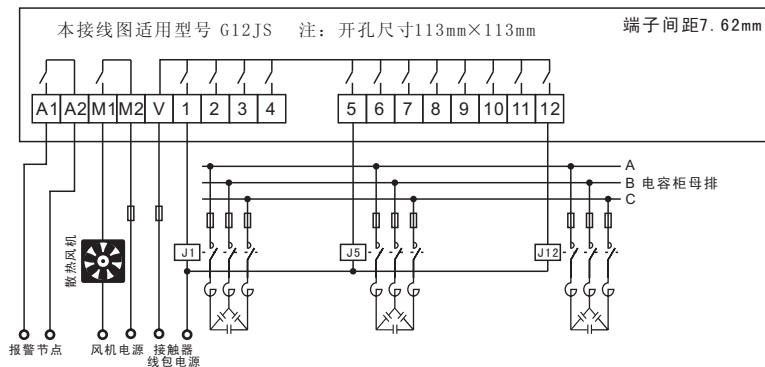 本接线图适用型号 G12JS 注：开孔尺寸113mm×113mm
端子间距7.62mm
A1 A2 M1 M2 V 1 2 3 4 5 6 7 8 9 10 11 12
A
B 电容柜母排
C
J1 J5 J12
散热风机
报警节点 风机电源 接触器
线包电源